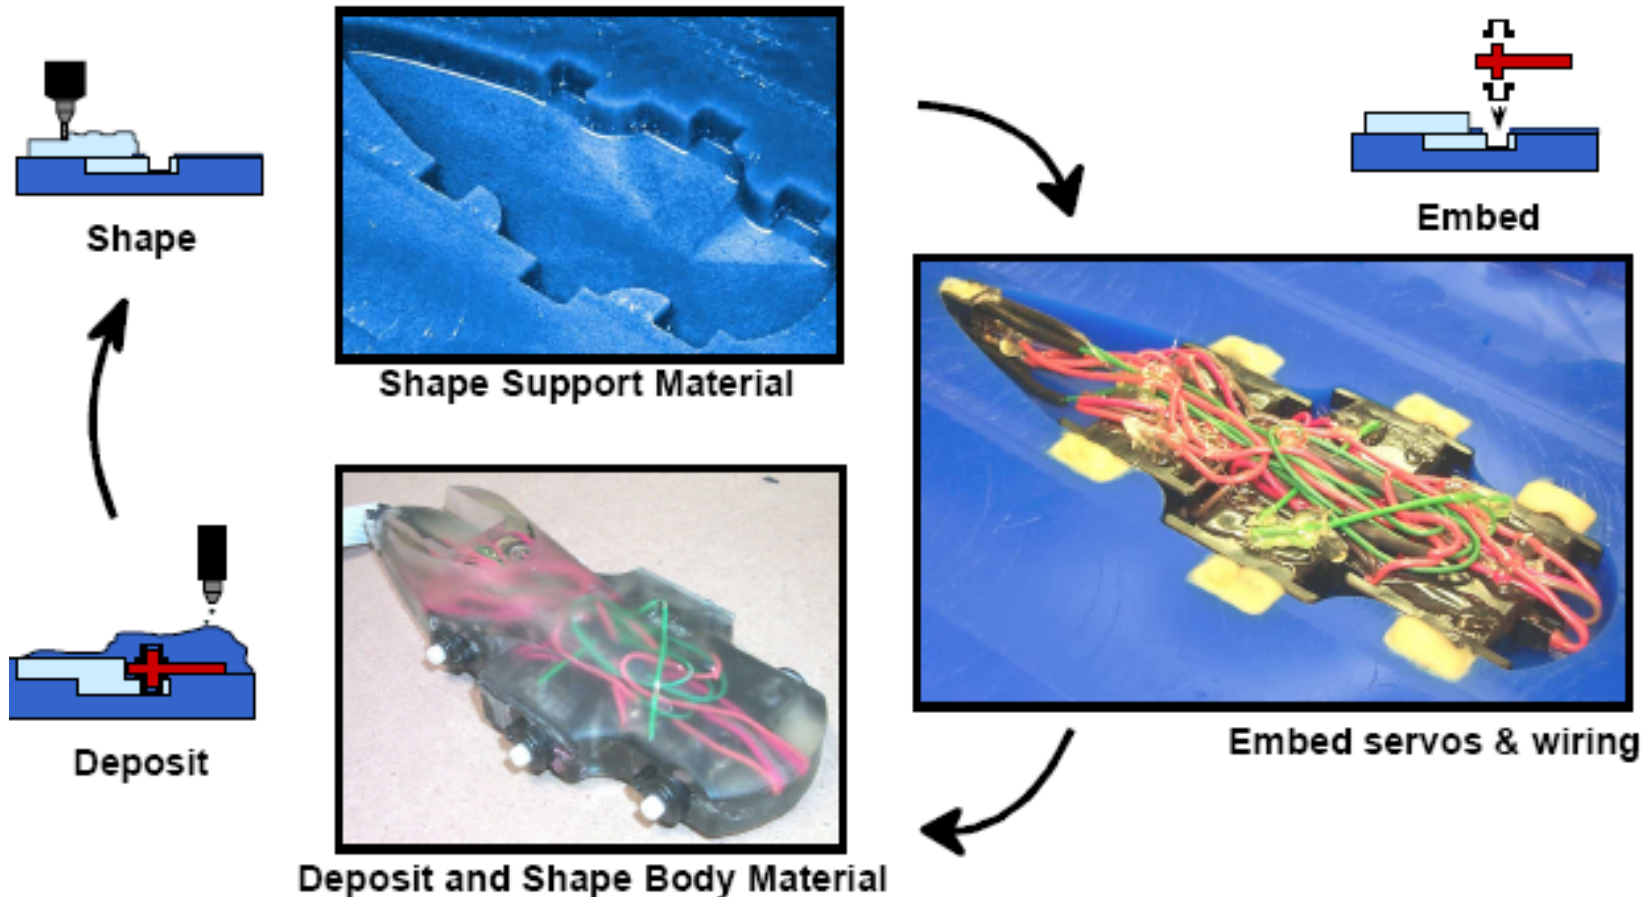 Shape
Shape Support Material
Embed
Embed servos & wiring
Deposit
Deposit and Shape Body Material